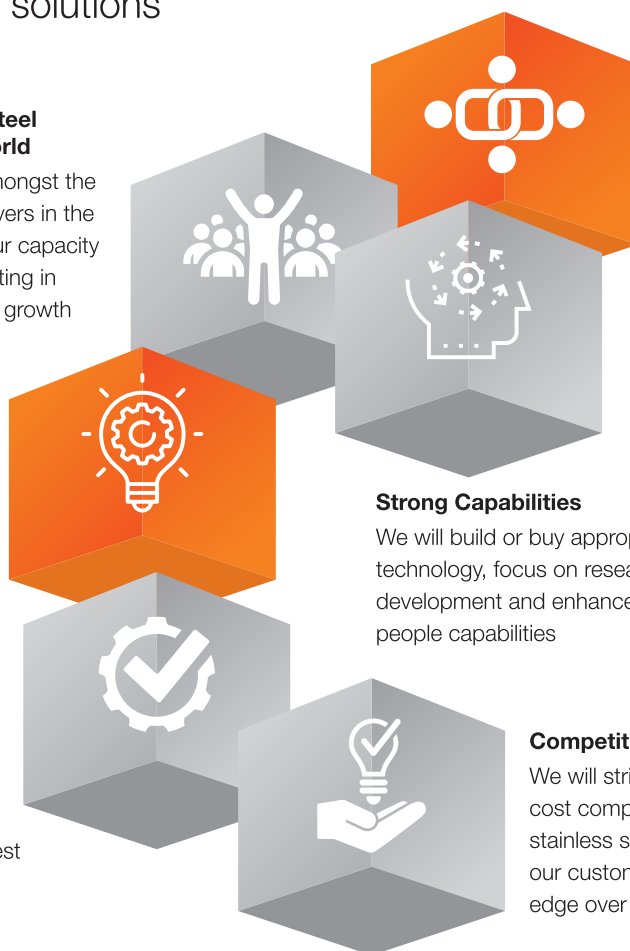 solutions
teel
orld
mongst the
yers in the
ur capacity
ting in
growth
Strong Capabilities
We will build or buy approp
technology, focus on resea
development and enhance
people capabilities
Competit
We will stri
cost comp
stainless s
our custom
edge over
est